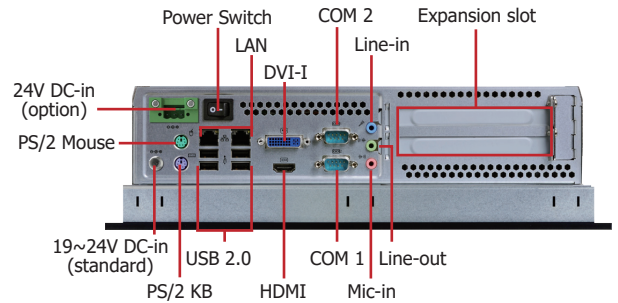 Power Switch
COM 2
Expansion slot
LAN
Line-in
DVI-I
24V DC-in
(option)
PS/2 Mouse
19~24V DC-in
(standard)
USB 2.0
COM 1
Line-out
PS/2 KB
HDMI
Mic-in